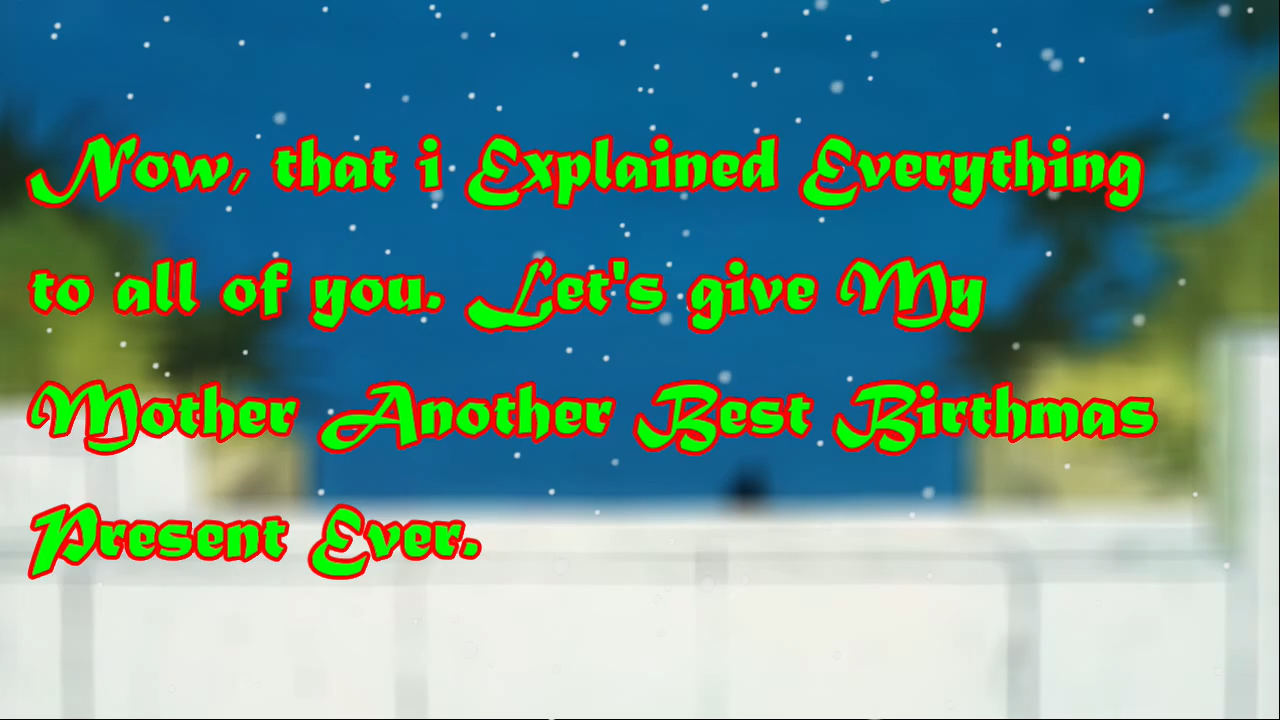 Now, that i Explained Everything
to all of you. Let's give My
Mother Another Best Birthmas
Present Ever.